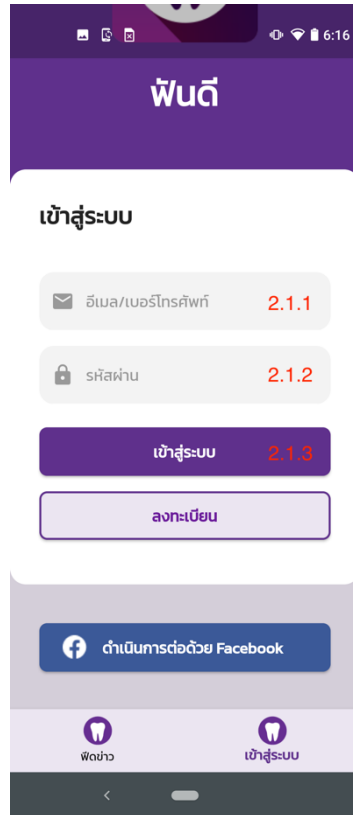 6:16
ฟันดี
เข้าสู่ระบบ
อีเมล/เบอร์โทรศัพท์ 2.1.1
รหัสผ่าน 2.1.2
เข้าสู่ระบบ 2.1.3
ลงทะเบียน
ดำเนินการต่อด้วย Facebook
ฟีดข่าว เข้าสู่ระบบ